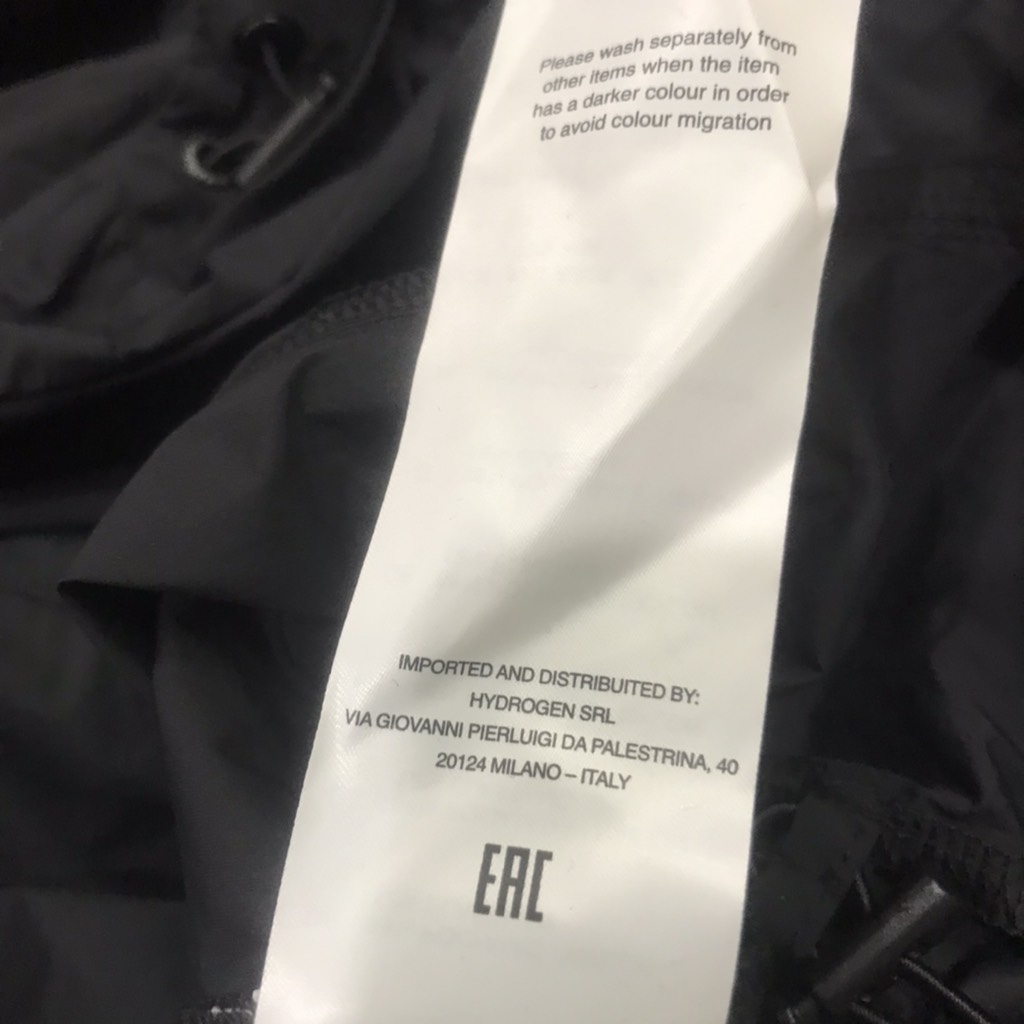 Please wash separately from
other items when the item
has a darker colour in order
to avoid colour migration
IMPORTED AND DISTRIBUITED BY:
HYDROGEN SRL
VIA GIOVANNI PIERLUIGI DA PALESTRINA, 40
20124 MILANO – ITALY
EAC